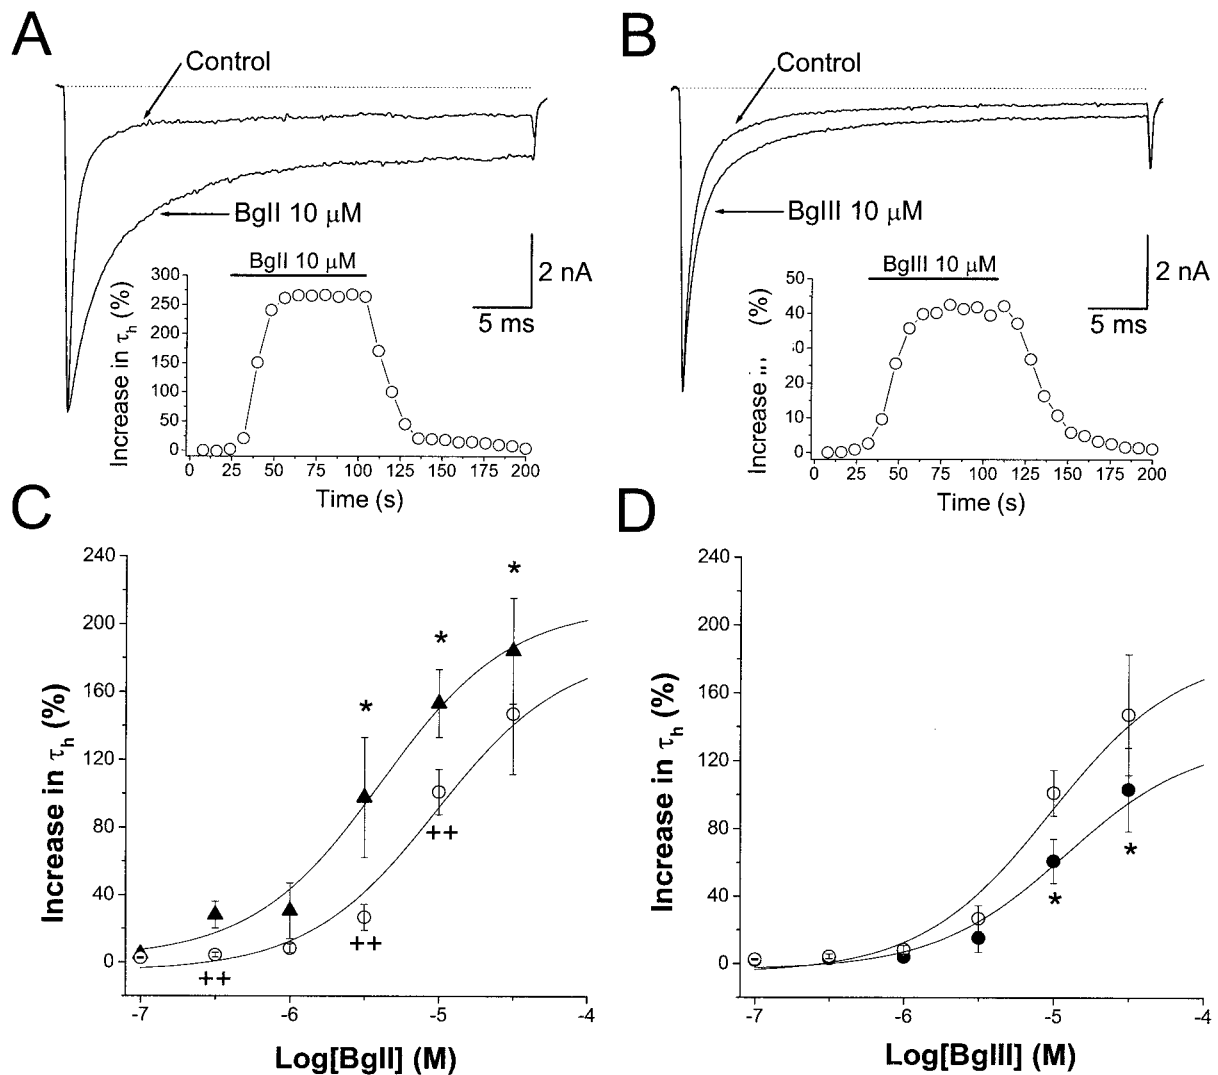 A
Control
BgII 10 μM
2 nA
5 ms
BgII 10 μM
Increase in τh (%)
300
250
200
150
100
50
0
0 25 50 75 100 125 150 175 200
Time (s)
B
Control
BgIII 10 μM
2 nA
5 ms
BgIII 10 μM
Increase (%)
50
40
30
20
10
0
0 25 50 75 100 125 150 175 200
Time (s)
C
Increase in τh (%)
240
200
160
120
80
40
0
*
*
*
++
++
++
-7 -6 -5 -4
Log[BgII] (M)
D
Increase in τh (%)
240
200
160
120
80
40
0
*
*
-7 -6 -5 -4
Log[BgIII] (M)